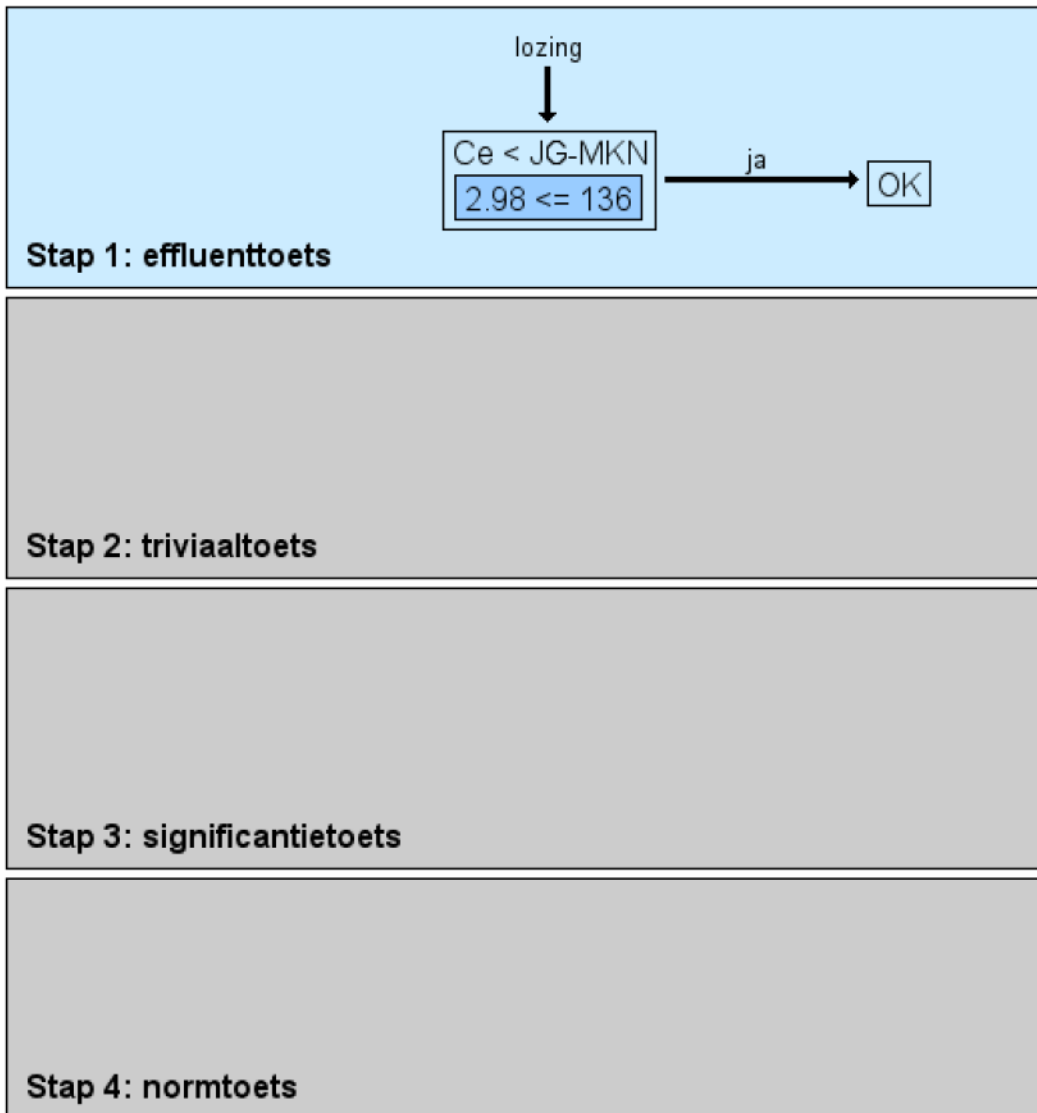 lozing
Ce < JG-MKN
2.98 <= 136
ja
OK
Stap 1: effluenttoets
Stap 2: triviaaltoets
Stap 3: significantietoets
Stap 4: normtoets